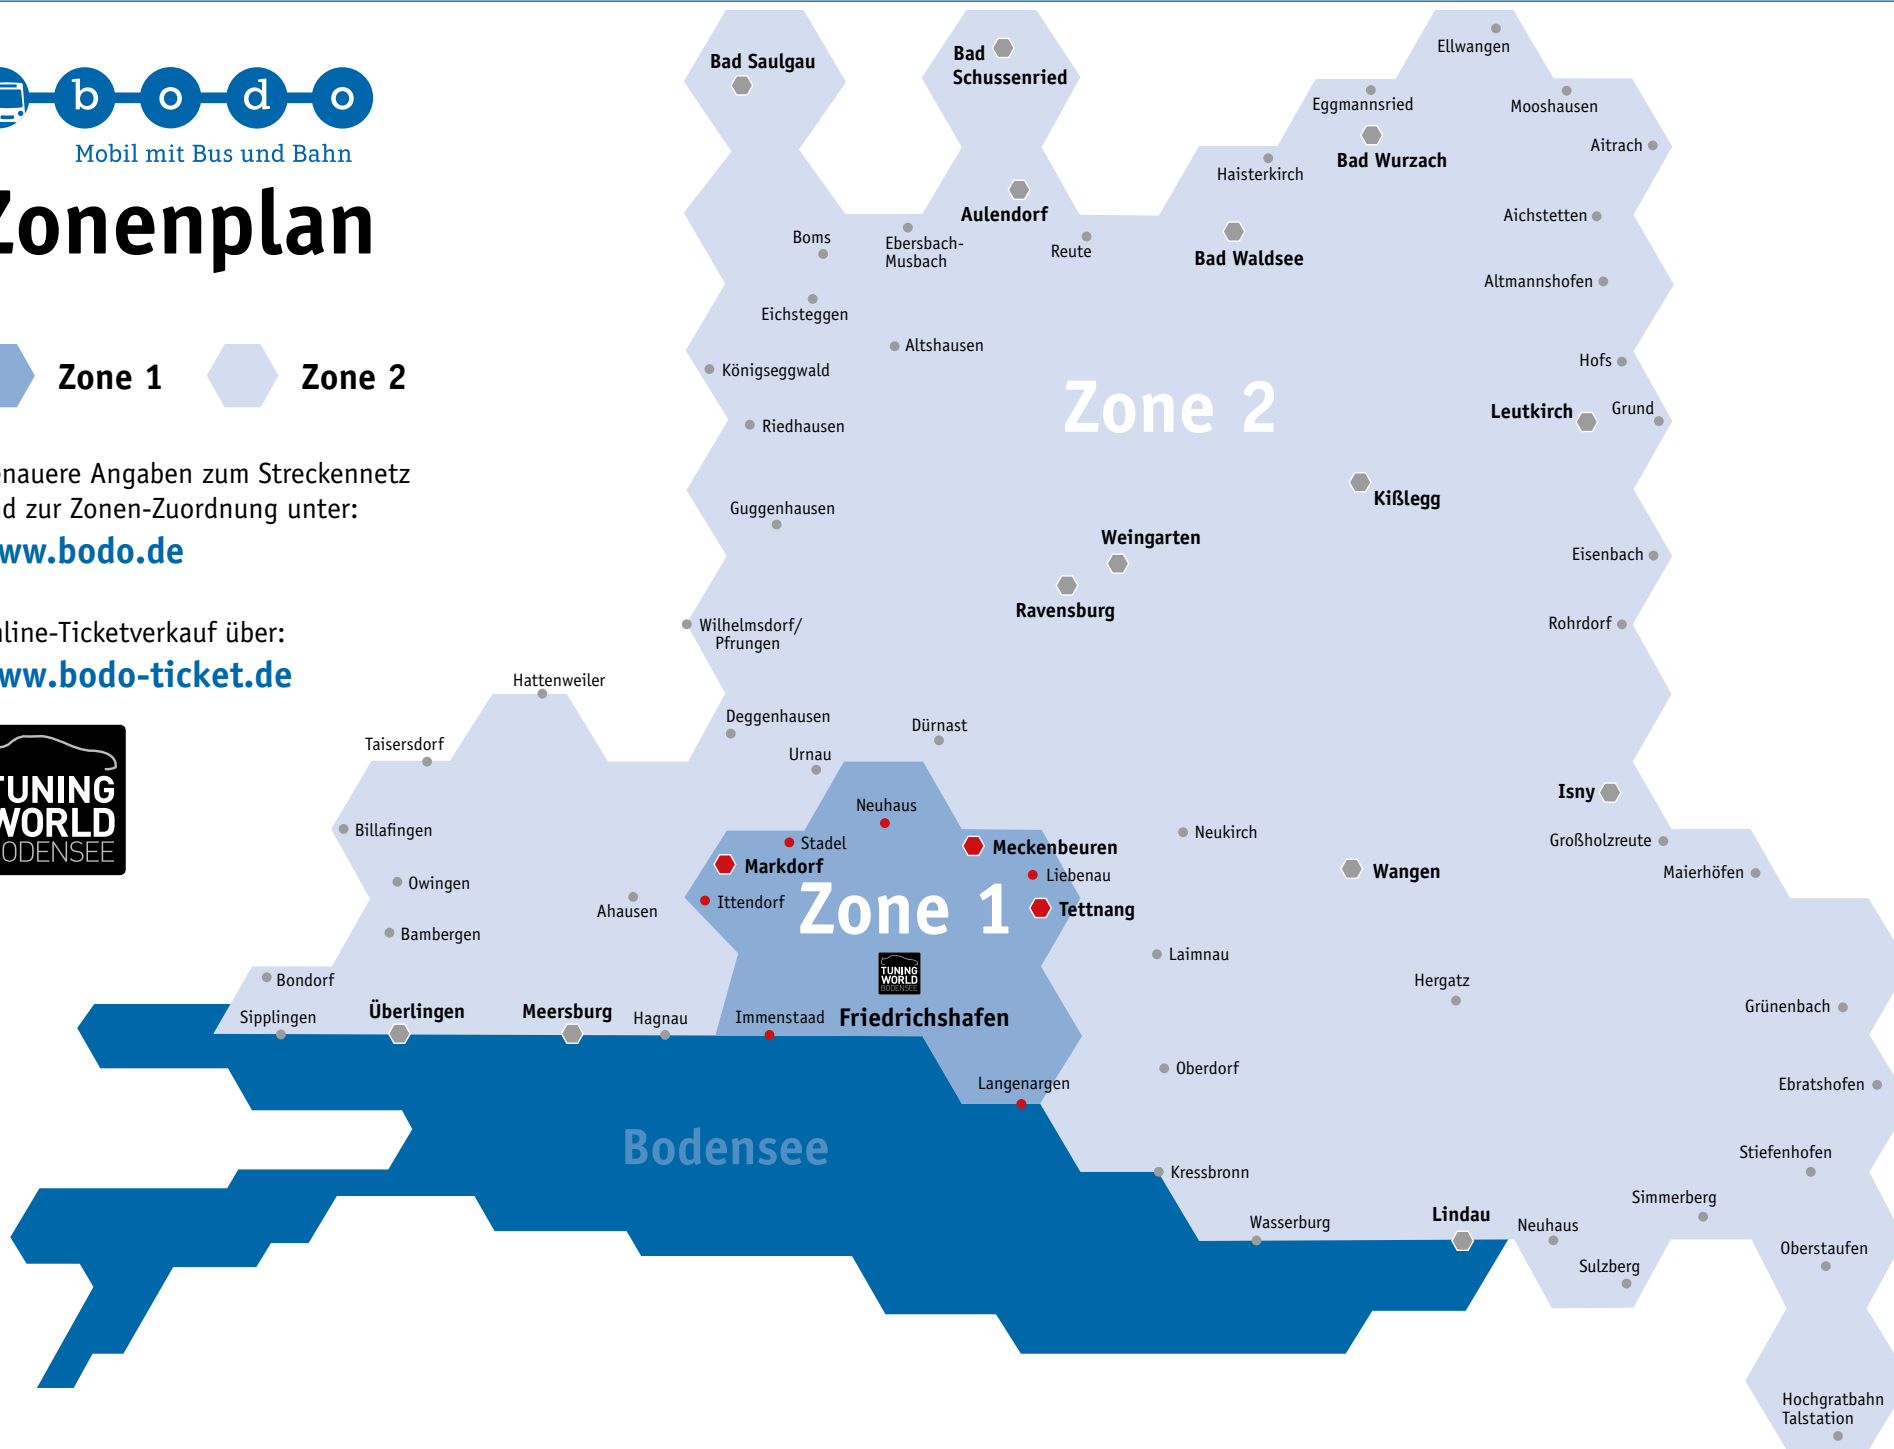 b o d o
Mobil mit Bus und Bahn
Zonenplan
Zone 1
Zone 2
enauere Angaben zum Streckennetz
d zur Zonen-Zuordnung unter:
ww.bodo.de
line-Ticketverkauf über:
ww.bodo-ticket.de
TUNING
WORLD
BODENSEE
Bad Saulgau
Bad
Schussenried
Ellwangen
Eggmannsried
Mooshausen
Bad Wurzach
Aitrach
Haisterkirch
Aulendorf
Aichstetten
Boms
Ebersbach-
Musbach
Reute
Bad Waldsee
Altmannshofen
Eichsteggen
Altshausen
Hofs
Königseggwald
Zone 2
Leutkirch
Grund
Riedhausen
Kißlegg
Guggenhausen
Weingarten
Eisenbach
Ravensburg
Wilhelmsdorf/
Pfrungen
Rohrdorf
Hattenweiler
Deggenhausen
Dürnast
Taisersdorf
Urnau
Isny
Neuhaus
Billafingen
Stadel
Meckenbeuren
Neukirch
Großholzreute
Markdorf
Liebenau
Wangen
Maierhöfen
Owingen
Ahausen
Ittendorf
Zone 1
Tettnang
Bambergen
Laimnau
TUNING
WORLD
BODENSEE
Bondorf
Hergatz
Sipplingen
Überlingen
Meersburg
Hagnau
Immenstaad
Friedrichshafen
Grünenbach
Langenargen
Oberdorf
Ebratshofen
Bodensee
Kressbronn
Stiefenhofen
Simmerberg
Wasserburg
Lindau
Neuhaus
Oberstaufen
Sulzberg
Hochgratbahn
Talstation